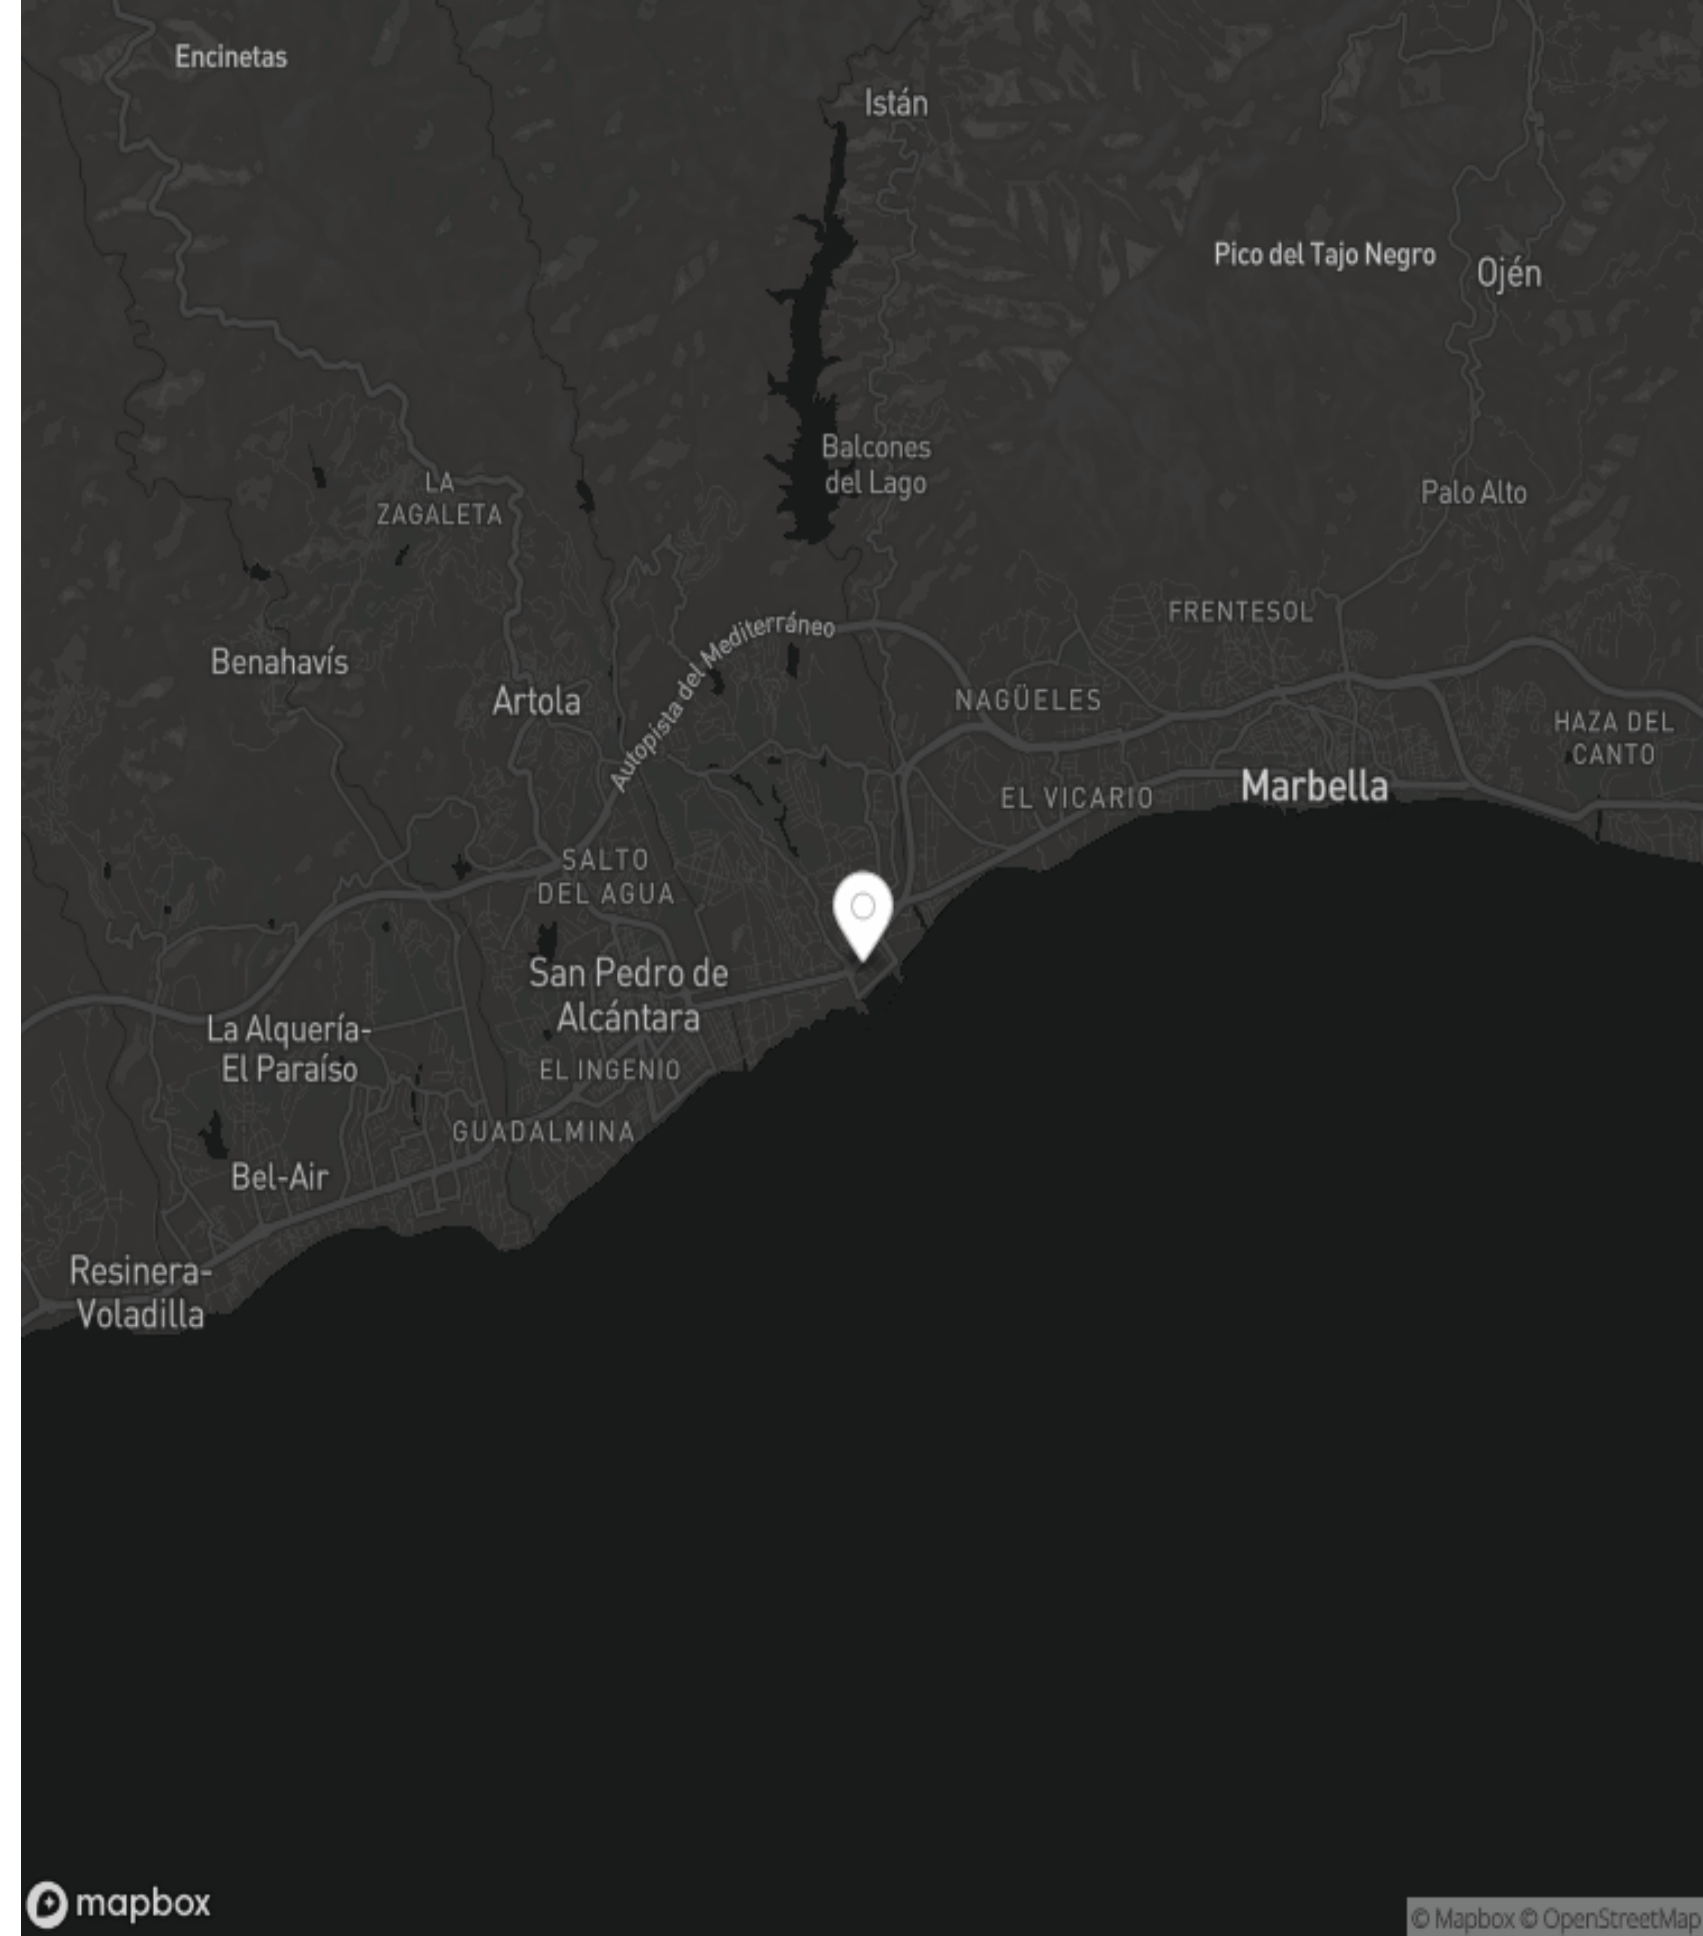 Encinetas
Istán
Pico del Tajo Negro
Ojén
Balcones
del Lago
LA
ZAGALETA
Palo Alto
FRENTESOL
Autopista del Mediterráneo
Benahavís
Artola
NAGÜELES
HAZA DEL
CANTO
EL VICARIO
Marbella
SALTO
DEL AGUA
San Pedro de
Alcántara
La Alquería-
El Paraíso
EL INGENIO
GUADALMINA
Bel-Air
Resinera-
Voladilla
mapbox
© Mapbox © OpenStreetMap